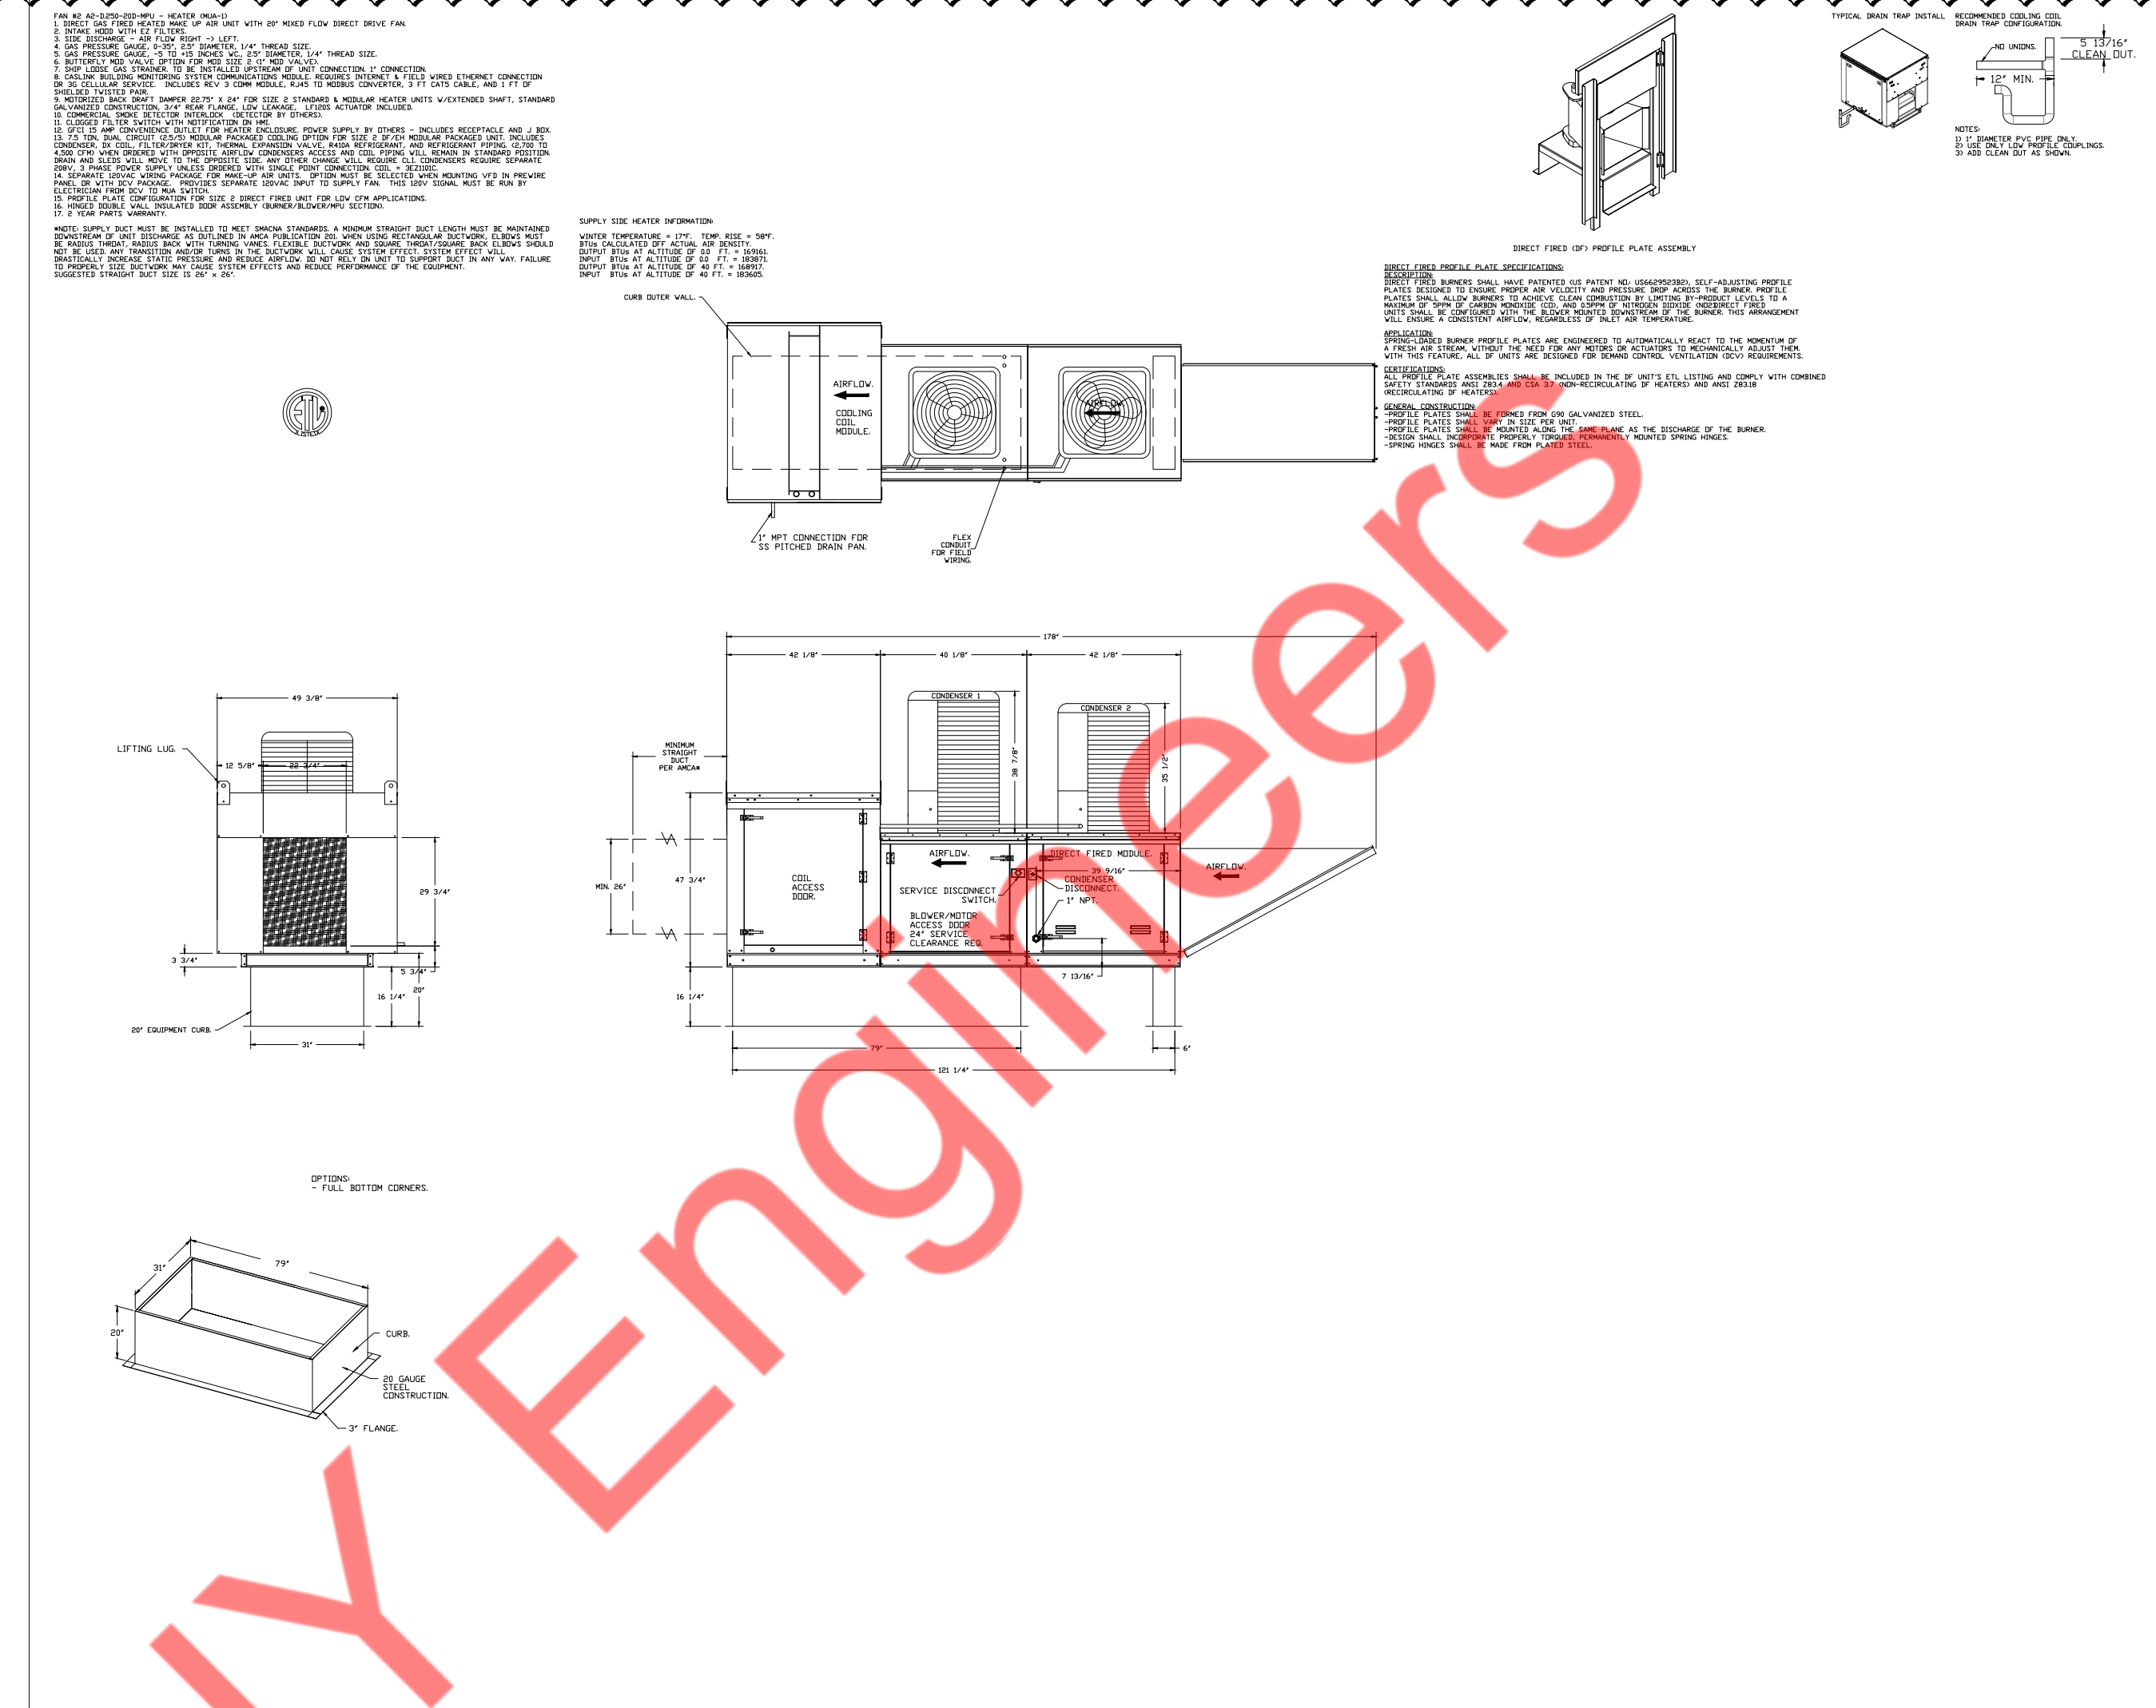 FAN #2 A2-D.250-20D-MPU - HEATER (MUA-1)
1. DIRECT GAS FIRED HEATED MAKE UP AIR UNIT WITH 20" MIXED FLOW DIRECT DRIVE FAN.
2. INTAKE HOOD WITH EZ FILTERS.
3. SIDE DISCHARGE - AIR FLOW RIGHT -> LEFT.
4. GAS PRESSURE GAUGE, 0-35", 2.5" DIAMETER, 1/4" THREAD SIZE.
5. GAS PRESSURE GAUGE, -5 TO +15 INCHES WC., 2.5" DIAMETER, 1/4" THREAD SIZE.
6. BUTTERFLY MOD VALVE OPTION FOR MOD SIZE 2 (1" MOD VALVE).
7. SHIP LOOSE GAS STRAINER. TO BE INSTALLED UPSTREAM OF UNIT CONNECTION. 1" CONNECTION.
8. CASLINK BUILDING MONITORING SYSTEM COMMUNICATIONS MODULE. REQUIRES INTERNET & FIELD WIRED ETHERNET CONNECTION
OR 3G CELLULAR SERVICE. INCLUDES REV 3 COMM MODULE, RJ45 TO MODBUS CONVERTER, 3 FT CAT5 CABLE, AND 1 FT OF
SHIELDED TWISTED PAIR.
9. MOTORIZED BACK DRAFT DAMPER 22.75" X 24" FOR SIZE 2 STANDARD & MODULAR HEATER UNITS W/EXTENDED SHAFT, STANDARD
GALVANIZED CONSTRUCTION, 3/4" REAR FLANGE, LOW LEAKAGE, LF120S ACTUATOR INCLUDED.
10. COMMERCIAL SMOKE DETECTOR INTERLOCK (DETECTOR BY OTHERS).
11. CLOGGED FILTER SWITCH WITH NOTIFICATION ON HMI.
12. GFCI 15 AMP CONVENIENCE OUTLET FOR HEATER ENCLOSURE. POWER SUPPLY BY OTHERS - INCLUDES RECEPTACLE AND J BOX.
13. 7.5 TON, DUAL CIRCUIT (2.5/5) MODULAR PACKAGED COOLING OPTION FOR SIZE 2 DF/EH MODULAR PACKAGED UNIT. INCLUDES
CONDENSER, DX COIL, FILTER/DRYER KIT, THERMAL EXPANSION VALVE, R410A REFRIGERANT, AND REFRIGERANT PIPING. (2,700 TO
4,500 CFM) WHEN ORDERED WITH OPPOSITE AIRFLOW CONDENSERS ACCESS AND COIL PIPING WILL REMAIN IN STANDARD POSITION.
DRAIN AND SLEDS WILL MOVE TO THE OPPOSITE SIDE. ANY OTHER CHANGE WILL REQUIRE CLI. CONDENSERS REQUIRE SEPARATE
208V, 3 PHASE POWER SUPPLY UNLESS ORDERED WITH SINGLE POINT CONNECTION. COIL = 3EZ1101C.
14. SEPARATE 120VAC WIRING PACKAGE FOR MAKE-UP AIR UNITS. OPTION MUST BE SELECTED WHEN MOUNTING VFD IN PREWIRE
PANEL OR WITH DCV PACKAGE. PROVIDES SEPARATE 120VAC INPUT TO SUPPLY FAN. THIS 120V SIGNAL MUST BE RUN BY
ELECTRICIAN FROM DCV TO MUA SWITCH.
15. PROFILE PLATE CONFIGURATION FOR SIZE 2 DIRECT FIRED UNIT FOR LOW CFM APPLICATIONS.
16. HINGED DOUBLE WALL INSULATED DOOR ASSEMBLY (BURNER/BLOWER/MPU SECTION).
17. 2 YEAR PARTS WARRANTY.
*NOTE: SUPPLY DUCT MUST BE INSTALLED TO MEET SMACNA STANDARDS. A MINIMUM STRAIGHT DUCT LENGTH MUST BE MAINTAINED
DOWNSTREAM OF UNIT DISCHARGE AS OUTLINED IN AMCA PUBLICATION 201. WHEN USING RECTANGULAR DUCTWORK, ELBOWS MUST
BE RADIUS THROAT, RADIUS BACK WITH TURNING VANES. FLEXIBLE DUCTWORK AND SQUARE THROAT/SQUARE BACK ELBOWS SHOULD
NOT BE USED. ANY TRANSITION AND/OR TURNS IN THE DUCTWORK WILL CAUSE SYSTEM EFFECT. SYSTEM EFFECT WILL
DRASTICALLY INCREASE STATIC PRESSURE AND REDUCE AIRFLOW. DO NOT RELY ON UNIT TO SUPPORT DUCT IN ANY WAY. FAILURE
TO PROPERLY SIZE DUCTWORK MAY CAUSE SYSTEM EFFECTS AND REDUCE PERFORMANCE OF THE EQUIPMENT.
SUGGESTED STRAIGHT DUCT SIZE IS 26" x 26".
SUPPLY SIDE HEATER INFORMATION:
WINTER TEMPERATURE = 17°F. TEMP. RISE = 58°F.
BTUs CALCULATED OFF ACTUAL AIR DENSITY.
OUTPUT BTUs AT ALTITUDE OF 0.0 FT. = 169161.
INPUT BTUs AT ALTITUDE OF 0.0 FT. = 183871.
OUTPUT BTUs AT ALTITUDE OF 40 FT. = 168917.
INPUT BTUs AT ALTITUDE OF 40 FT. = 183605.
TYPICAL DRAIN TRAP INSTALL
RECOMMENDED COOLING COIL
DRAIN TRAP CONFIGURATION.
NO UNIONS.
5 13/16"
CLEAN OUT.
12" MIN.
NOTES:
1) 1" DIAMETER PVC PIPE ONLY.
2) USE ONLY LOW PROFILE COUPLINGS.
3) ADD CLEAN OUT AS SHOWN.
DIRECT FIRED (DF) PROFILE PLATE ASSEMBLY
DIRECT FIRED PROFILE PLATE SPECIFICATIONS:
DESCRIPTION:
DIRECT FIRED BURNERS SHALL HAVE PATENTED (US PATENT NO: US6629523B2), SELF-ADJUSTING PROFILE
PLATES DESIGNED TO ENSURE PROPER AIR VELOCITY AND PRESSURE DROP ACROSS THE BURNER. PROFILE
PLATES SHALL ALLOW BURNERS TO ACHIEVE CLEAN COMBUSTION BY LIMITING BY-PRODUCT LEVELS TO A
MAXIMUM OF 5PPM OF CARBON MONOXIDE (CO), AND 0.5PPM OF NITROGEN DIOXIDE (NO2)DIRECT FIRED
UNITS SHALL BE CONFIGURED WITH THE BLOWER MOUNTED DOWNSTREAM OF THE BURNER. THIS ARRANGEMENT
WILL ENSURE A CONSISTENT AIRFLOW, REGARDLESS OF INLET AIR TEMPERATURE.
APPLICATION:
SPRING-LOADED BURNER PROFILE PLATES ARE ENGINEERED TO AUTOMATICALLY REACT TO THE MOMENTUM OF
A FRESH AIR STREAM, WITHOUT THE NEED FOR ANY MOTORS OR ACTUATORS TO MECHANICALLY ADJUST THEM.
WITH THIS FEATURE, ALL DF UNITS ARE DESIGNED FOR DEMAND CONTROL VENTILATION (DCV) REQUIREMENTS.
CERTIFICATIONS:
ALL PROFILE PLATE ASSEMBLIES SHALL BE INCLUDED IN THE DF UNIT'S ETL LISTING AND COMPLY WITH COMBINED
SAFETY STANDARDS ANSI Z83.4 AND CSA 3.7 (NON-RECIRCULATING DF HEATERS) AND ANSI Z83.18
(RECIRCULATING DF HEATERS).
GENERAL CONSTRUCTION:
-PROFILE PLATES SHALL BE FORMED FROM G90 GALVANIZED STEEL.
-PROFILE PLATES SHALL VARY IN SIZE PER UNIT.
-PROFILE PLATES SHALL BE MOUNTED ALONG THE SAME PLANE AS THE DISCHARGE OF THE BURNER.
-DESIGN SHALL INCORPORATE PROPERLY TORQUED, PERMANENTLY MOUNTED SPRING HINGES.
-SPRING HINGES SHALL BE MADE FROM PLATED STEEL.
CURB OUTER WALL.
AIRFLOW.
COOLING
COIL
MODULE.
AIRFLOW.
1" MPT CONNECTION FOR
SS PITCHED DRAIN PAN.
FLEX
CONDUIT
FOR FIELD
WIRING.
LISTED
178"
42 1/8"
40 1/8"
42 1/8"
CONDENSER 1
CONDENSER 2
38 7/8"
35 1/2"
MINIMUM
STRAIGHT
DUCT
PER AMCA*
MIN. 26"
47 3/4"
16 1/4"
COIL
ACCESS
DOOR.
AIRFLOW.
SERVICE DISCONNECT
SWITCH.
BLOWER/MOTOR
ACCESS DOOR
24" SERVICE
CLEARANCE REQ.
DIRECT FIRED MODULE.
39 9/16"
CONDENSER
DISCONNECT.
1" NPT.
AIRFLOW.
7 13/16"
79"
6"
121 1/4"
49 3/8"
LIFTING LUG.
12 5/8"
22 3/4"
29 3/4"
3 3/4"
5 3/4"
16 1/4"
20"
20" EQUIPMENT CURB.
31"
OPTIONS:
- FULL BOTTOM CORNERS.
31"
79"
20"
CURB.
20 GAUGE
STEEL
CONSTRUCTION.
3" FLANGE.
NY Engineers